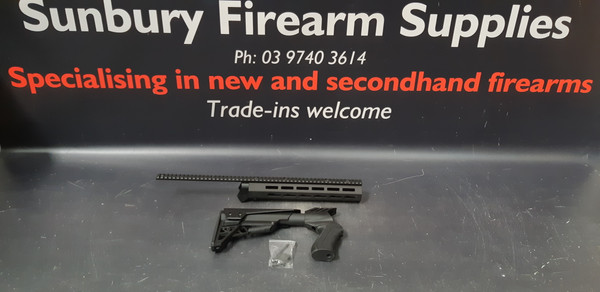 Sunbury Firearm Supplies
Ph: 03 9740 3614
Specialising in new and secondhand firearms
Trade-ins welcome